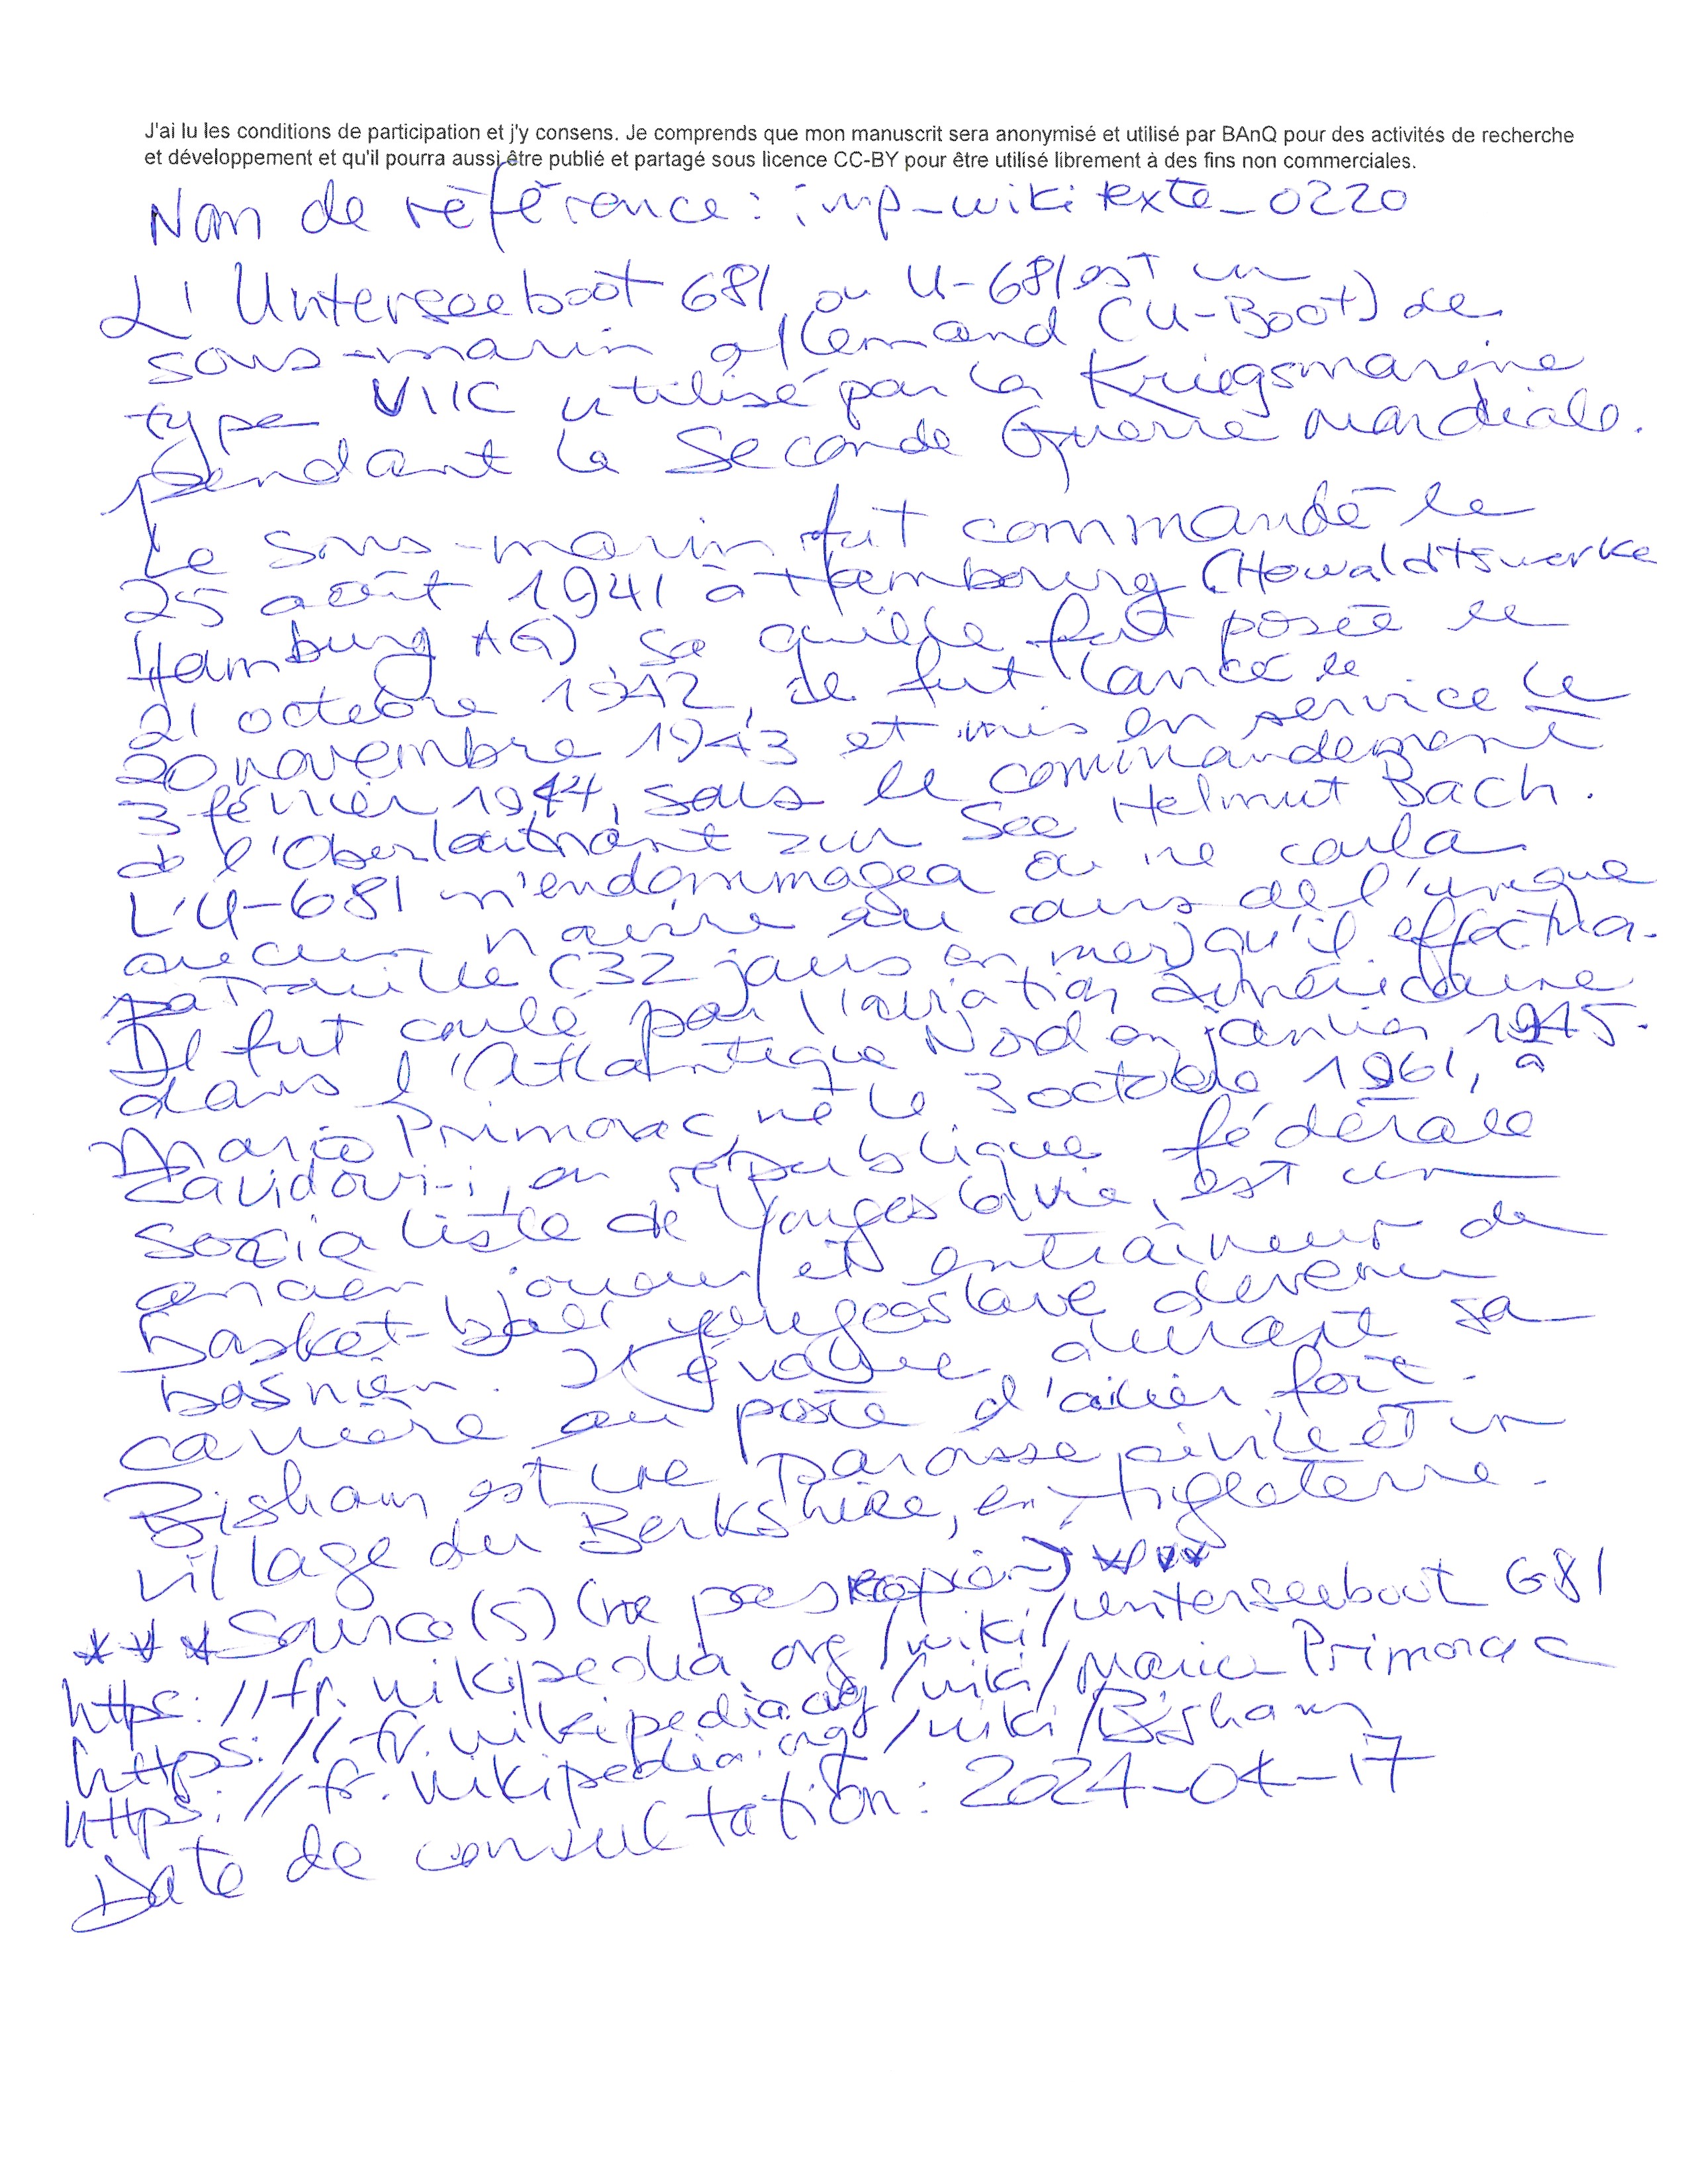 J'ai lu les conditions de participation et j'y consens. Je comprends que mon manuscrit sera anonymisé et utilisé par BAnQ pour des activités de recherche
et développement et qu'il pourra aussi être publié et partagé sous licence CC-BY pour être utilisé librement à des fins non commerciales.
Nom de référence : imp_wikitexte_0220
L'Unterseeboot 681 ou U-681 est un
sous-marin allemand (U-Boot) de
type VIIC utilisé par la Kriegsmarine
pendant la Seconde Guerre mondiale.
Le sous-marin fut commandé le
25 août 1941 à Hambourg (Howaldtswerke
Hamburg AG), sa quille fut posée le
21 octobre 1942, il fut lancé le
20 novembre 1943 et mis en service le
3 février 1944, sous le commandement
de l'Oberleutnant zur See Helmut Bach.
L'U-681 n'endommagea ou ne coula
aucun navire au cours de l'unique
patrouille (32 jours en mer) qu'il effectua.
Il fut coulé par l'aviation américaine
dans l'Atlantique Nord en janvier 1945.
Mario Primorac, né le 3 octobre 1961, à
Zavidovi-i, en république fédérale
socialiste de Yougoslavie, est un
ancien joueur et entraîneur de
basket-ball yougoslave devenu
bosnien. Il évolue durant sa
carrière au poste d'ailier fort.
Bisham est une paroisse civile et un
village du Berkshire, en Angleterre.
***Source(s) (ne pas recopier)***
https://fr.wikipedia.org/wiki/Unterseeboot 681
https://fr.wikipedia.org/wiki/Mario Primorac
https://fr.wikipedia.org/wiki/Bisham
Date de consultation : 2024-04-17